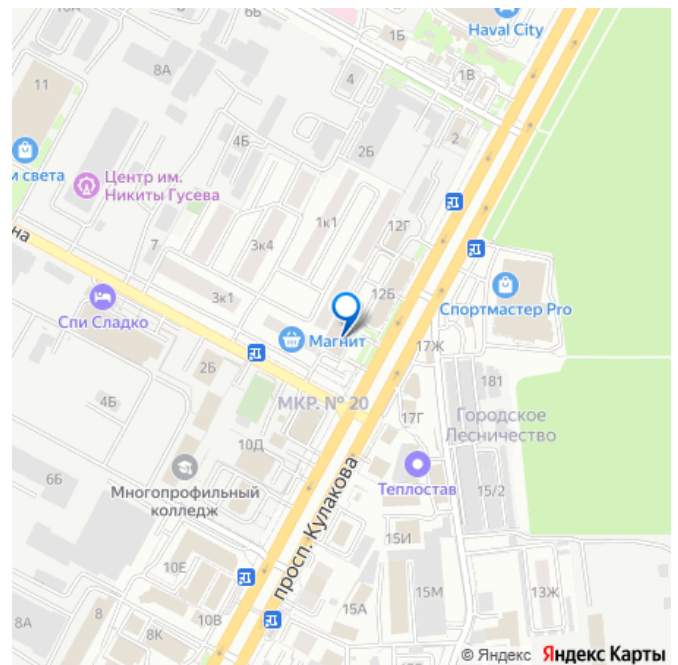 10А
6Б
1Б
Haval City
8А
4
1В
11
2
4Б
2Б
м света
Центр им.
Никиты Гусева
1к1
12Г
на
7
3к4
3к1
12Б
Спортмастер Pro
Спи Сладко
Магнит
17Ж
2Б
181
4Б
МКР. № 20
17Г
Городское
Лесничество
10Д
Многопрофильный
колледж
Теплостав
6Б
15/2
просп. Кулакова
15И
10Е
15М
13Ж
8А
8
10В
15А
8К
© Яндекс Яндекс Карты